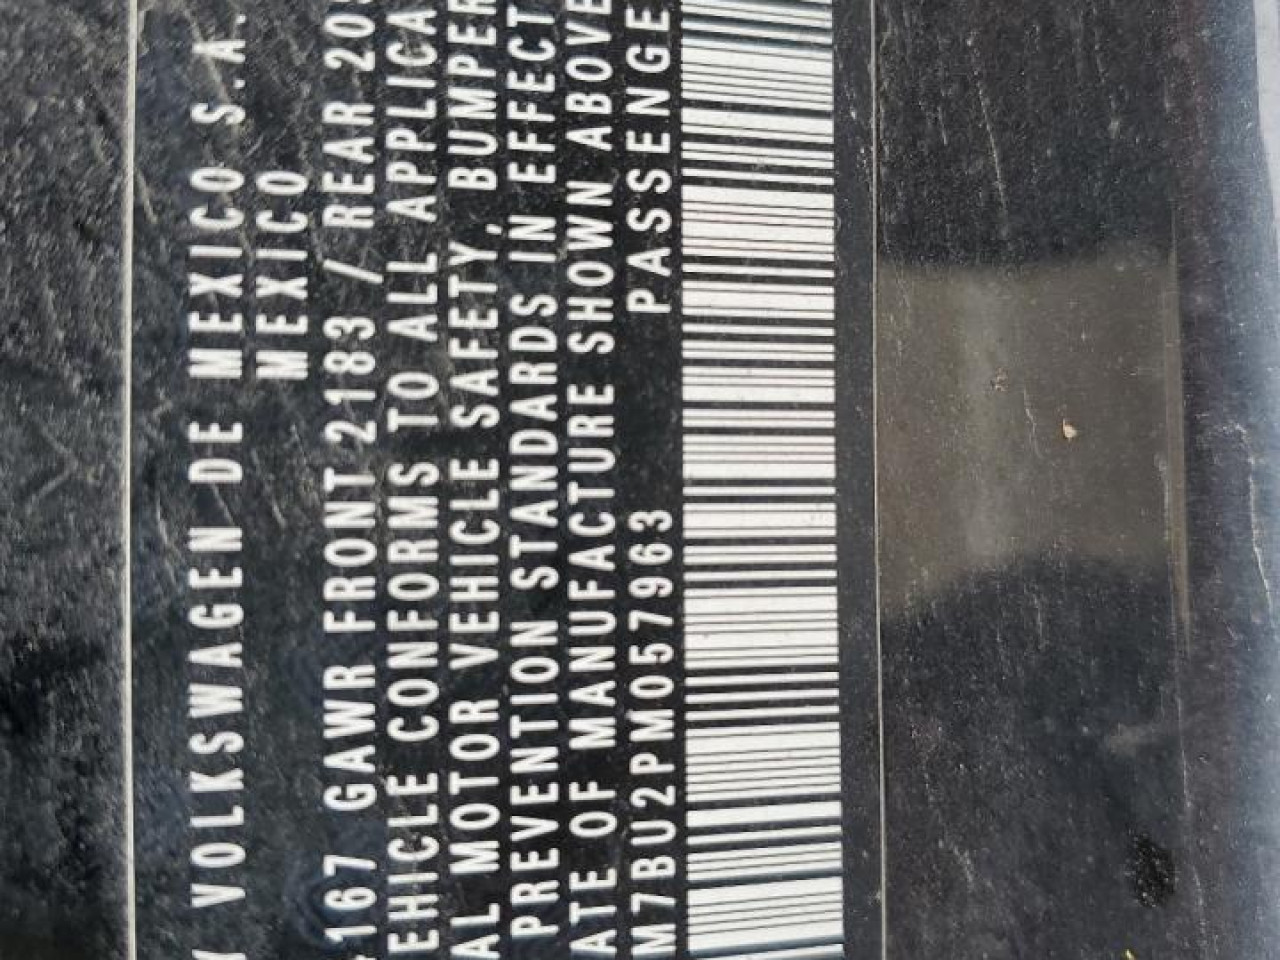 VOLKSWAGEN DE MEXICO S.A.
MEXICO
167 GAWR FRONT 2183 / REAR 20
EHICLE CONFORMS TO ALL APPLICA
AL MOTOR VEHICLE SAFETY, BUMPER
PREVENTION STANDARDS IN EFFECT
ATE OF MANUFACTURE SHOWN ABOVE
M7BU2PM057963 PASSENGE